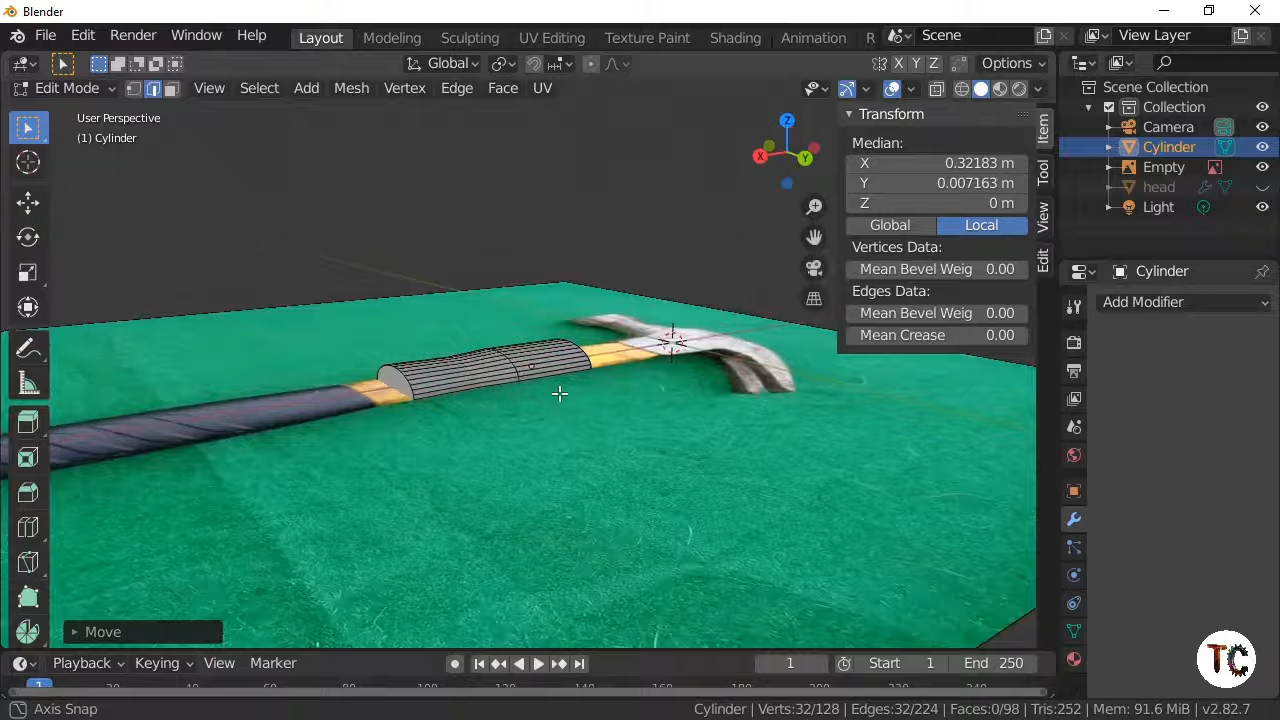 Blender
File Edit Render Window Help Layout Modeling Sculpting UV Editing Texture Paint Shading Animation R Scene View Layer
Global X Y Z Options
Edit Mode View Select Add Mesh Vertex Edge Face UV
User Perspective
(1) Cylinder
Z
X
Y
Transform
Median:
X 0.32183 m
Y 0.007163 m
Z 0 m
Global Local
Vertices Data:
Mean Bevel Weig 0.00
Edges Data:
Mean Bevel Weig 0.00
Mean Crease 0.00
Item
Tool
View
Edit
Scene Collection
Collection
Camera
Cylinder
Empty
head
Light
Cylinder
Add Modifier
Move
Playback Keying View Marker 1 Start 1 End 250
1
TC
Axis Snap Cylinder | Verts:32/128 | Edges:32/224 | Faces:0/98 | Tris:252 | Mem: 91.6 MiB | v2.82.7